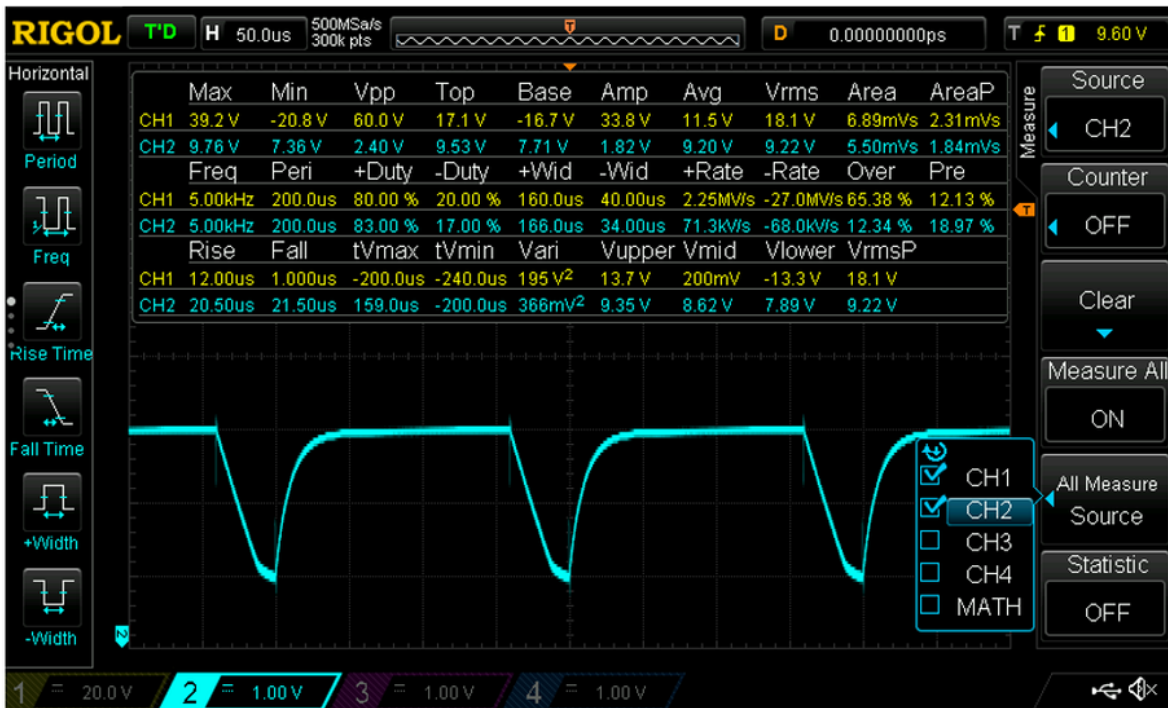 RIGOL T'D H 50.0us 500MSa/s 300k pts T D 0.00000000ps T 1 9.60 V
Horizontal
Period
Freq
Rise Time
Fall Time
+Width
-Width
Max Min Vpp Top Base Amp Avg Vrms Area AreaP
CH1 39.2 V -20.8 V 60.0 V 17.1 V -16.7 V 33.8 V 11.5 V 18.1 V 6.89mVs 2.31mVs
CH2 9.76 V 7.36 V 2.40 V 9.53 V 7.71 V 1.82 V 9.20 V 9.22 V 5.50mVs 1.84mVs
Freq Peri +Duty -Duty +Wid -Wid +Rate -Rate Over Pre
CH1 5.00kHz 200.0us 80.00 % 20.00 % 160.0us 40.00us 2.25MV/s -27.0MV/s 65.38 % 12.13 %
CH2 5.00kHz 200.0us 83.00 % 17.00 % 166.0us 34.00us 71.3kV/s -68.0kV/s 12.34 % 18.97 %
Rise Fall tVmax tVmin Vari Vupper Vmid Vlower VrmsP
CH1 12.00us 1.000us -200.0us -240.0us 195 V² 13.7 V 200mV -13.3 V 18.1 V
CH2 20.50us 21.50us 159.0us -200.0us 366mV² 9.35 V 8.62 V 7.89 V 9.22 V
T
2
CH1
CH2
CH3
CH4
MATH
Measure
Source
CH2
Counter
OFF
Clear
Measure All
ON
All Measure
Source
Statistic
OFF
1 = 20.0 V 2 = 1.00 V 3 = 1.00 V 4 = 1.00 V